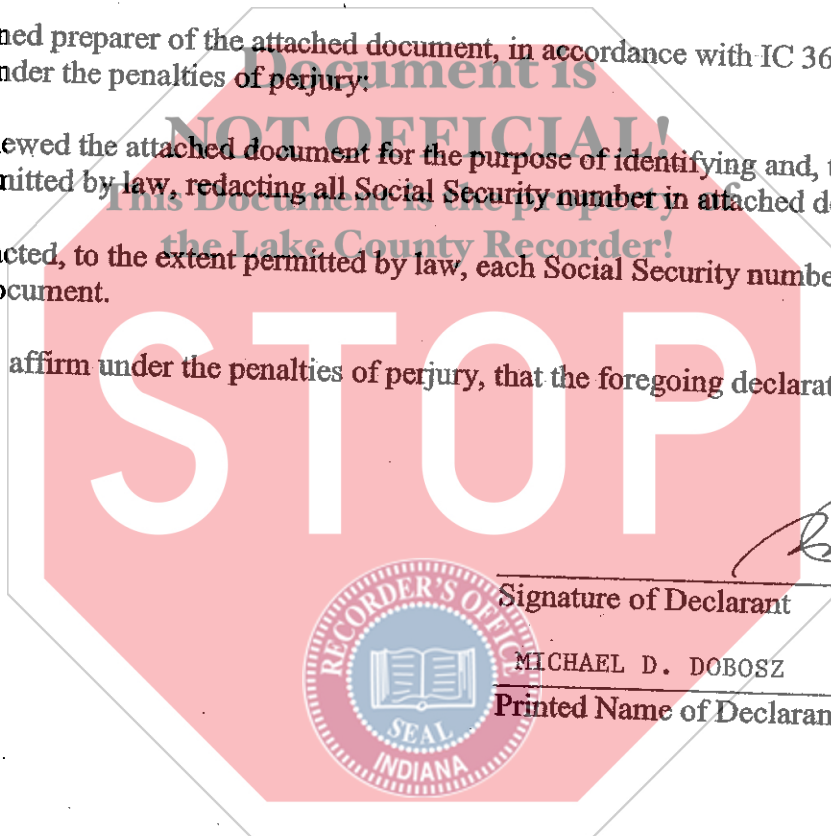 ned preparer of the attached document, in accordance with IC 36
nder the penalties of perjury:
Document is
NOT OFFICIAL!
This Document is the property of
the Lake County Recorder!
ewed the attached document for the purpose of identifying and, t
mitted by law, redacting all Social Security number in attached d
cted, to the extent permitted by law, each Social Security numbe
ocument.
affirm under the penalties of perjury, that the foregoing declarat
STOP
Signature of Declarant
MICHAEL D. DOBOSZ
Printed Name of Declaran
RECORDER'S OFFICE
SEAL
INDIANA